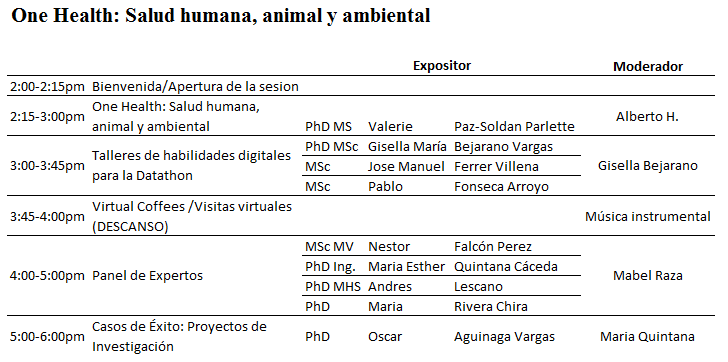 One Health: Salud humana, animal y ambiental
Expositor Moderador
2:00-2:15pm Bienvenida/Apertura de la sesion
2:15-3:00pm One Health: Salud humana,
animal y ambiental PhD MS Valerie Paz-Soldan Parlette Alberto H.
3:00-3:45pm Talleres de habilidades digitales
para la Datathon PhD MSc Gisella María Bejarano Vargas
MSc Jose Manuel Ferrer Villena Gisella Bejarano
MSc Pablo Fonseca Arroyo
3:45-4:00pm Virtual Coffees /Visitas virtuales
(DESCANSO) Música instrumental
4:00-5:00pm Panel de Expertos MSc MV Nestor Falcón Perez
PhD Ing. Maria Esther Quintana Cáceda Mabel Raza
PhD MHS Andres Lescano
PhD Maria Rivera Chira
5:00-6:00pm Casos de Éxito: Proyectos de
Investigación PhD Oscar Aguinaga Vargas Maria Quintana